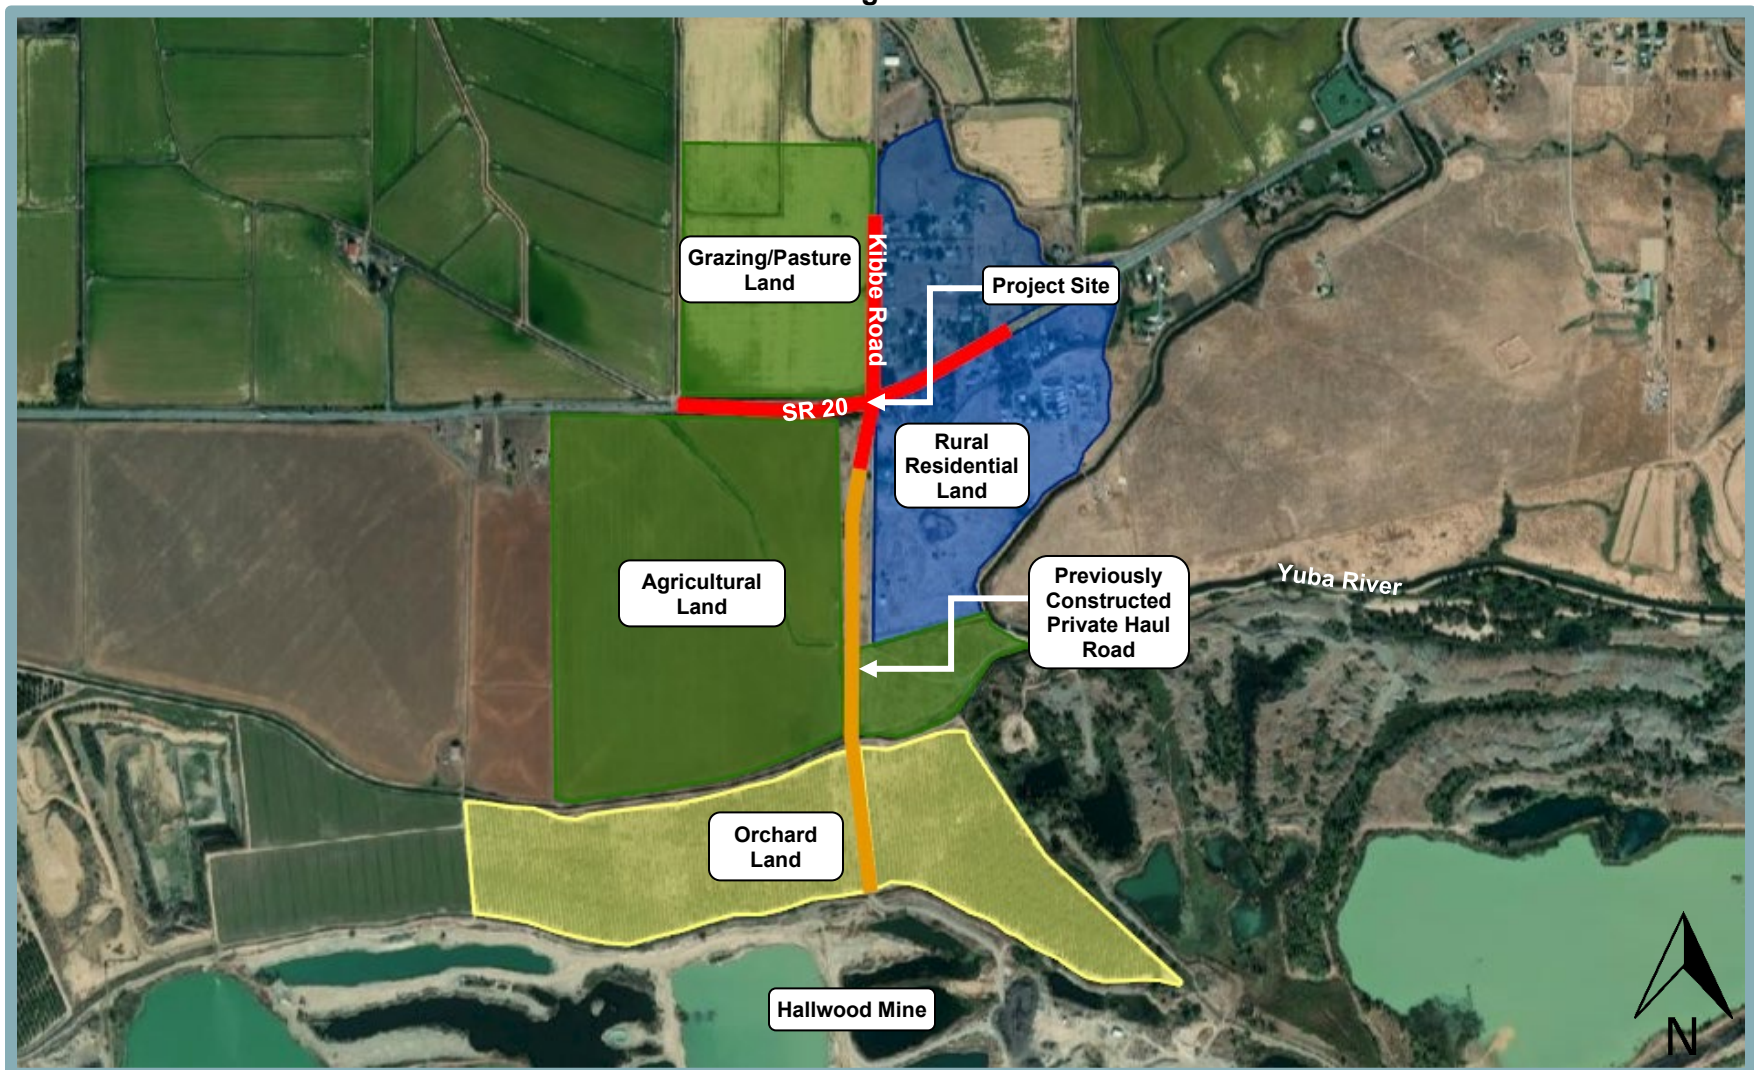 Grazing/Pasture
Land
Kibbe Road
Project Site
SR 20
Rural
Residential
Land
Agricultural
Land
Previously
Constructed
Private Haul
Road
Yuba River
Orchard
Land
Hallwood Mine
N